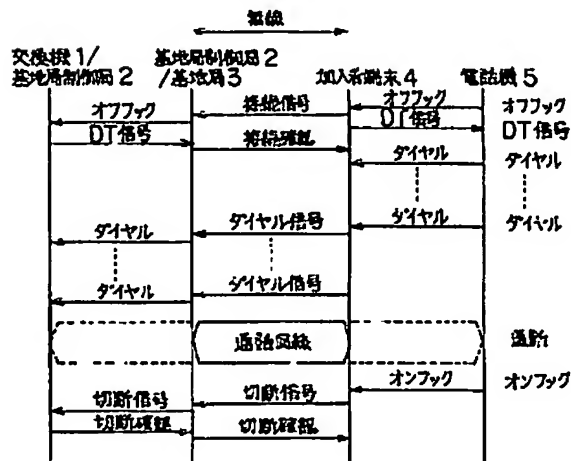 無線
交換機1/
基地局制御局2
基地局制御局2
/基地局3
加入者端末4
電話機5
オフフック
接続信号
オフフック
オフフック
DT信号
接続確認
DT信号
DT信号
ダイヤル
ダイヤル
ダイヤル
ダイヤル
ダイヤル信号
ダイヤル
ダイヤル
ダイヤル
ダイヤル信号
通話回線
オンフック
オンフック
切断信号
切断信号
切断確認
切断確認